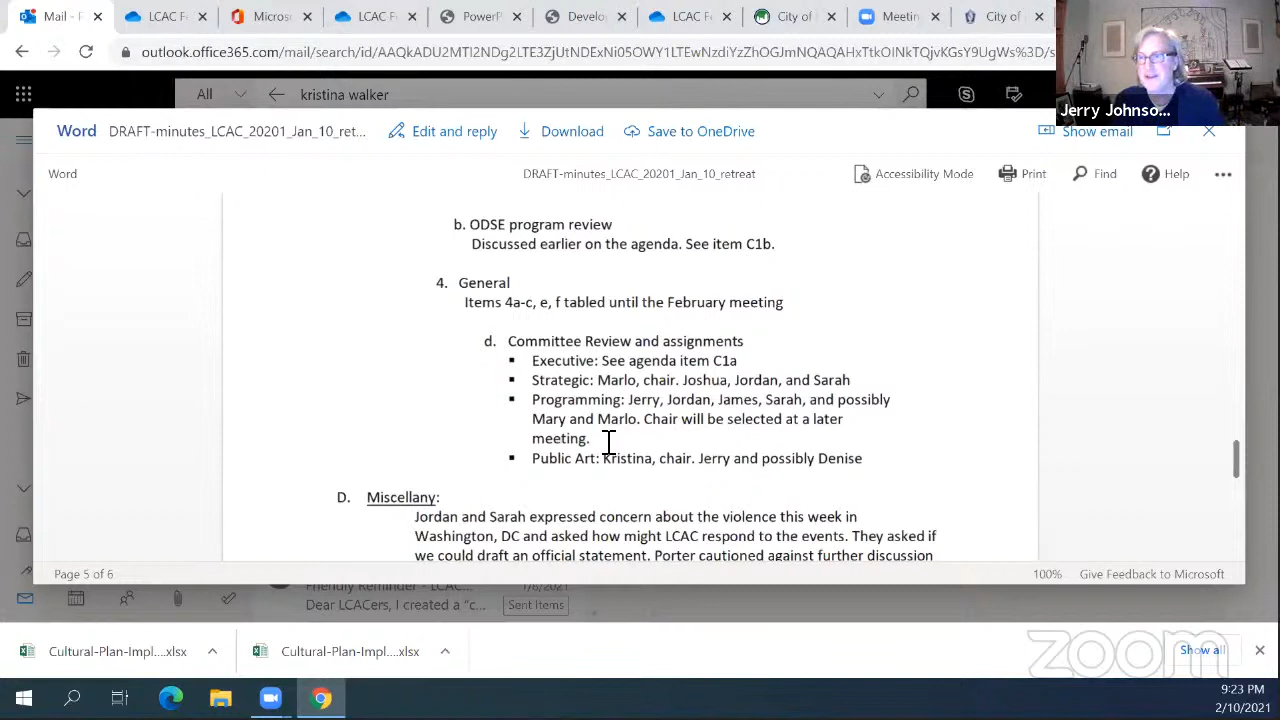 Mail -
LCAC F
Micros
LCAC F
PowerP
Develo
LCAC F
City of
Meetin
City of
outlook.office365.com/mail/search/id/
All
kristina walker
Jerry Johnso...
Word
DRAFT-minutes_LCAC_20201_Jan_10_ret...
Edit and reply
Download
Save to OneDrive
Show email
Word
DRAFT-minutes_LCAC_20201_Jan_10_retreat
Accessibility Mode
Print
Find
Help
b. ODSE program review
Discussed earlier on the agenda. See item C1b.
4. General
Items 4a-c, e, f tabled until the February meeting
d. Committee Review and assignments
▪ Executive: See agenda item C1a
▪ Strategic: Marlo, chair. Joshua, Jordan, and Sarah
▪ Programming: Jerry, Jordan, James, Sarah, and possibly
Mary and Marlo. Chair will be selected at a later
meeting.
▪ Public Art: Kristina, chair. Jerry and possibly Denise
D. Miscellany:
Jordan and Sarah expressed concern about the violence this week in
Washington, DC and asked how might LCAC respond to the events. They asked if
we could draft an official statement. Porter cautioned against further discussion
Page 5 of 6
100%
Give Feedback to Microsoft
Friendly Reminder - LCAC...
1/6/2021
Dear LCACers, I created a "c...
Sent Items
Cultural-Plan-Impl....xlsx
Cultural-Plan-Impl....xlsx
zoom
Show all
9:23 PM
2/10/2021